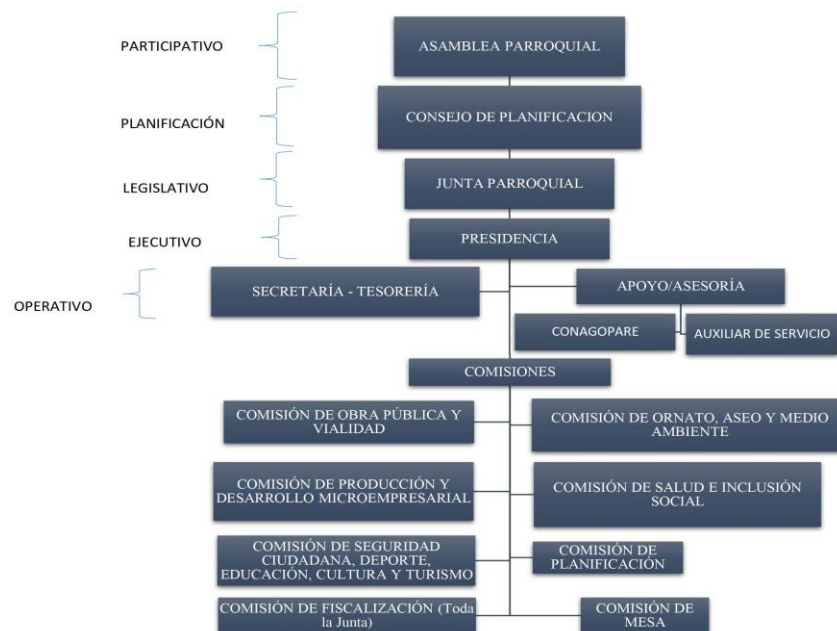 PARTICIPATIVO
ASAMBLEA PARROQUIAL
PLANIFICACIÓN
CONSEJO DE PLANIFICACION
LEGISLATIVO
JUNTA PARROQUIAL
EJECUTIVO
PRESIDENCIA
OPERATIVO
SECRETARÍA - TESORERÍA
APOYO/ASESORÍA
CONAGOPARE
AUXILIAR DE SERVICIO
COMISIONES
COMISIÓN DE OBRA PÚBLICA Y
VIALIDAD
COMISIÓN DE ORNATO, ASEO Y MEDIO
AMBIENTE
COMISIÓN DE PRODUCCIÓN Y
DESARROLLO MICROEMPRESARIAL
COMISIÓN DE SALUD E INCLUSIÓN
SOCIAL
COMISIÓN DE SEGURIDAD
CIUDADANA, DEPORTE,
EDUCACIÓN, CULTURA Y TURISMO
COMISIÓN DE
PLANIFICACIÓN
COMISIÓN DE FISCALIZACIÓN (Toda
la Junta)
COMISIÓN DE
MESA